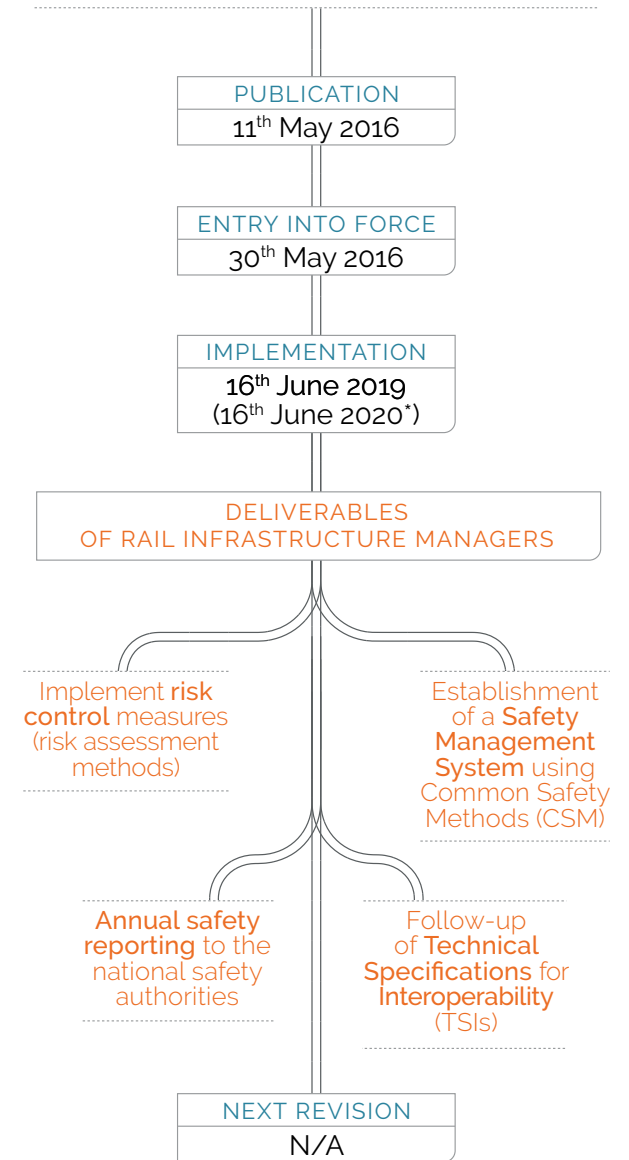 PUBLICATION
11th May 2016
ENTRY INTO FORCE
30th May 2016
IMPLEMENTATION
16th June 2019
(16th June 2020*)
DELIVERABLES
OF RAIL INFRASTRUCTURE MANAGERS
Implement risk
control measures
(risk assessment
methods)
Establishment
of a Safety
Management
System using
Common Safety
Methods (CSM)
Annual safety
reporting to the
national safety
authorities
Follow-up
of Technical
Specifications for
Interoperability
(TSIs)
NEXT REVISION
N/A